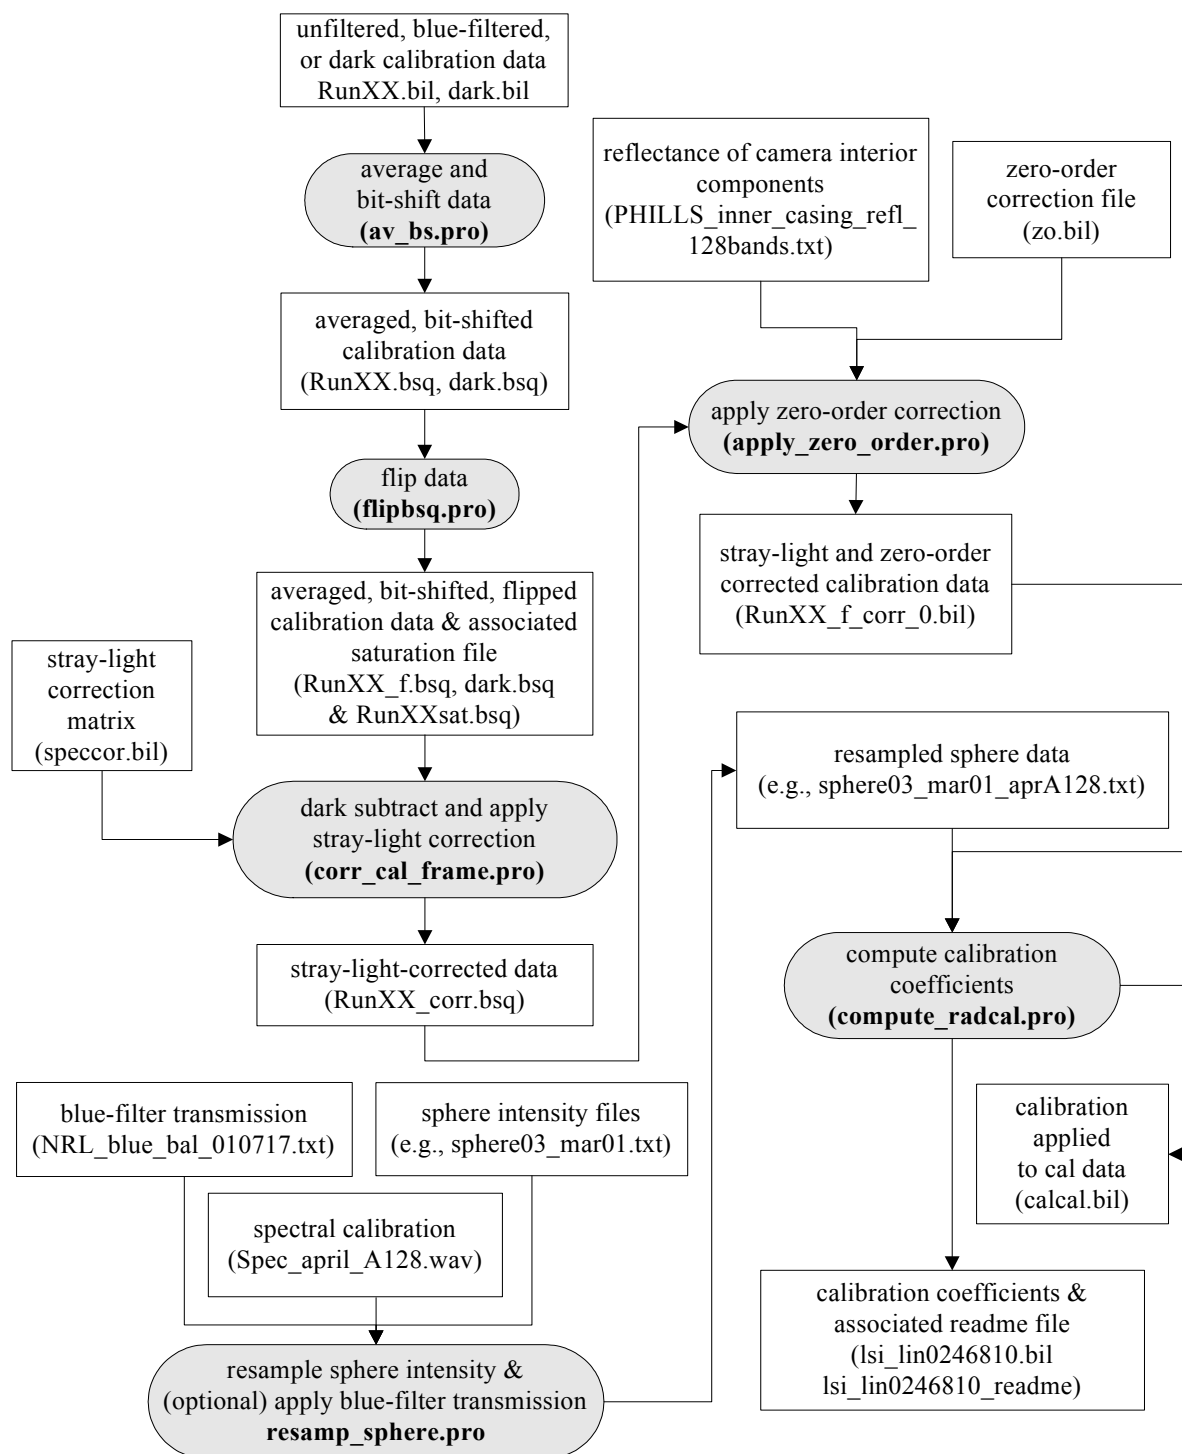 unfiltered, blue-filtered,
or dark calibration data
RunXX.bil, dark.bil
average and
bit-shift data
(av_bs.pro)
averaged, bit-shifted
calibration data
(RunXX.bsq, dark.bsq)
flip data
(flipbsq.pro)
averaged, bit-shifted, flipped
calibration data & associated
saturation file
(RunXX_f.bsq, dark.bsq
& RunXXsat.bsq)
stray-light
correction
matrix
(speccor.bil)
dark subtract and apply
stray-light correction
(corr_cal_frame.pro)
stray-light-corrected data
(RunXX_corr.bsq)
reflectance of camera interior
components
(PHILLS_inner_casing_refl_
128bands.txt)
zero-order
correction file
(zo.bil)
apply zero-order correction
(apply_zero_order.pro)
stray-light and zero-order
corrected calibration data
(RunXX_f_corr_0.bil)
blue-filter transmission
(NRL_blue_bal_010717.txt)
sphere intensity files
(e.g., sphere03_mar01.txt)
spectral calibration
(Spec_april_A128.wav)
resample sphere intensity &
(optional) apply blue-filter transmission
resamp_sphere.pro
resampled sphere data
(e.g., sphere03_mar01_aprA128.txt)
compute calibration
coefficients
(compute_radcal.pro)
calibration
applied
to cal data
(calcal.bil)
calibration coefficients &
associated readme file
(lsi_lin0246810.bil
lsi_lin0246810_readme)